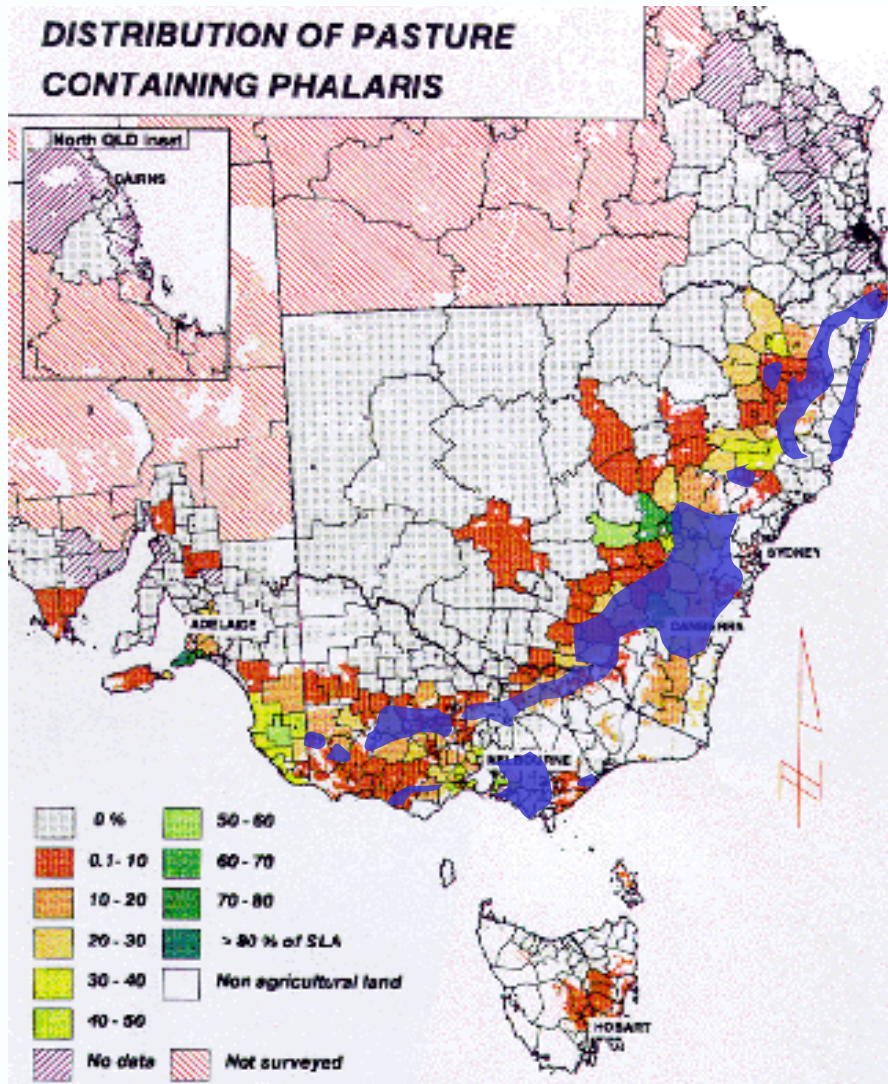 DISTRIBUTION OF PASTURE
CONTAINING PHALARIS
North QLD Inset
CAIRNS
SYDNEY
ADELAIDE
CANBERRA
MELBOURNE
0 %
50 - 60
0.1 - 10
60 - 70
10 - 20
70 - 80
20 - 30
> 80 % of SLA
30 - 40
Non agricultural land
40 - 50
No data
Not surveyed
HOBART